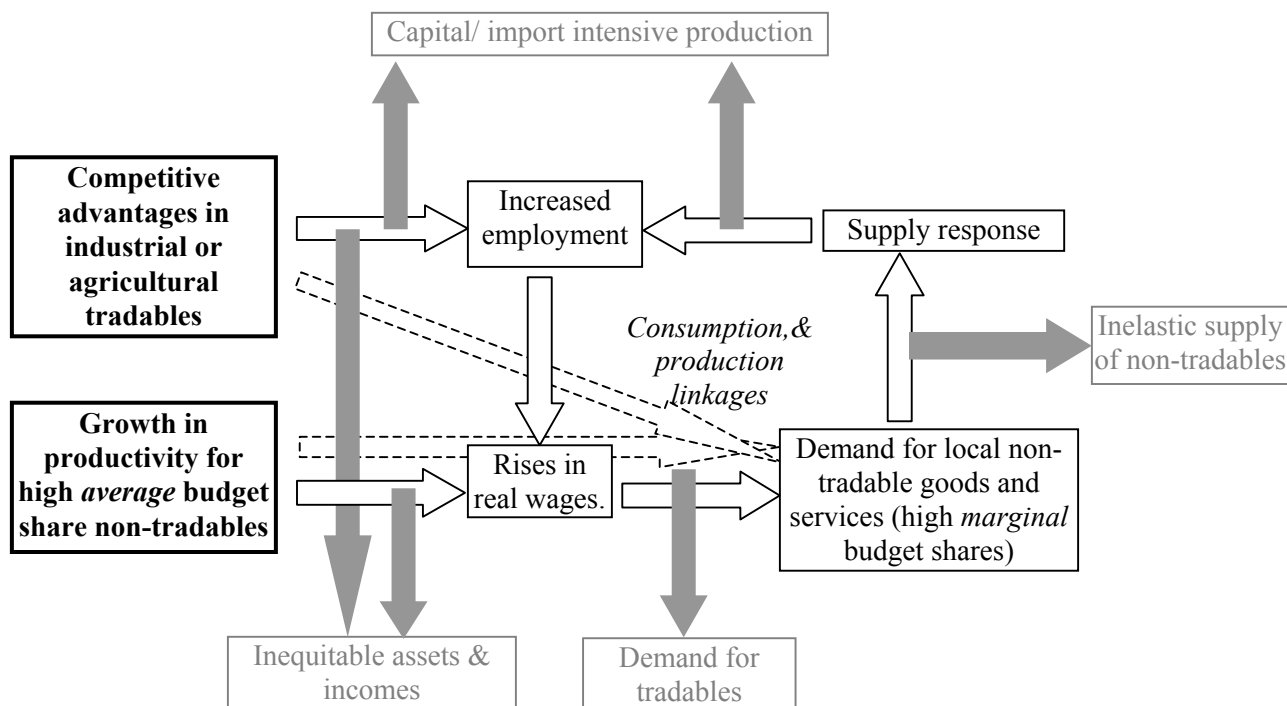 Capital/ import intensive production
Competitive
advantages in
industrial or
agricultural
tradables
Increased
employment
Supply response
Consumption,&
production
linkages
Inelastic supply
of non-tradables
Growth in
productivity for
high average budget
share non-tradables
Rises in
real wages.
Demand for local non-
tradable goods and
services (high marginal
budget shares)
Inequitable assets &
incomes
Demand for
tradables